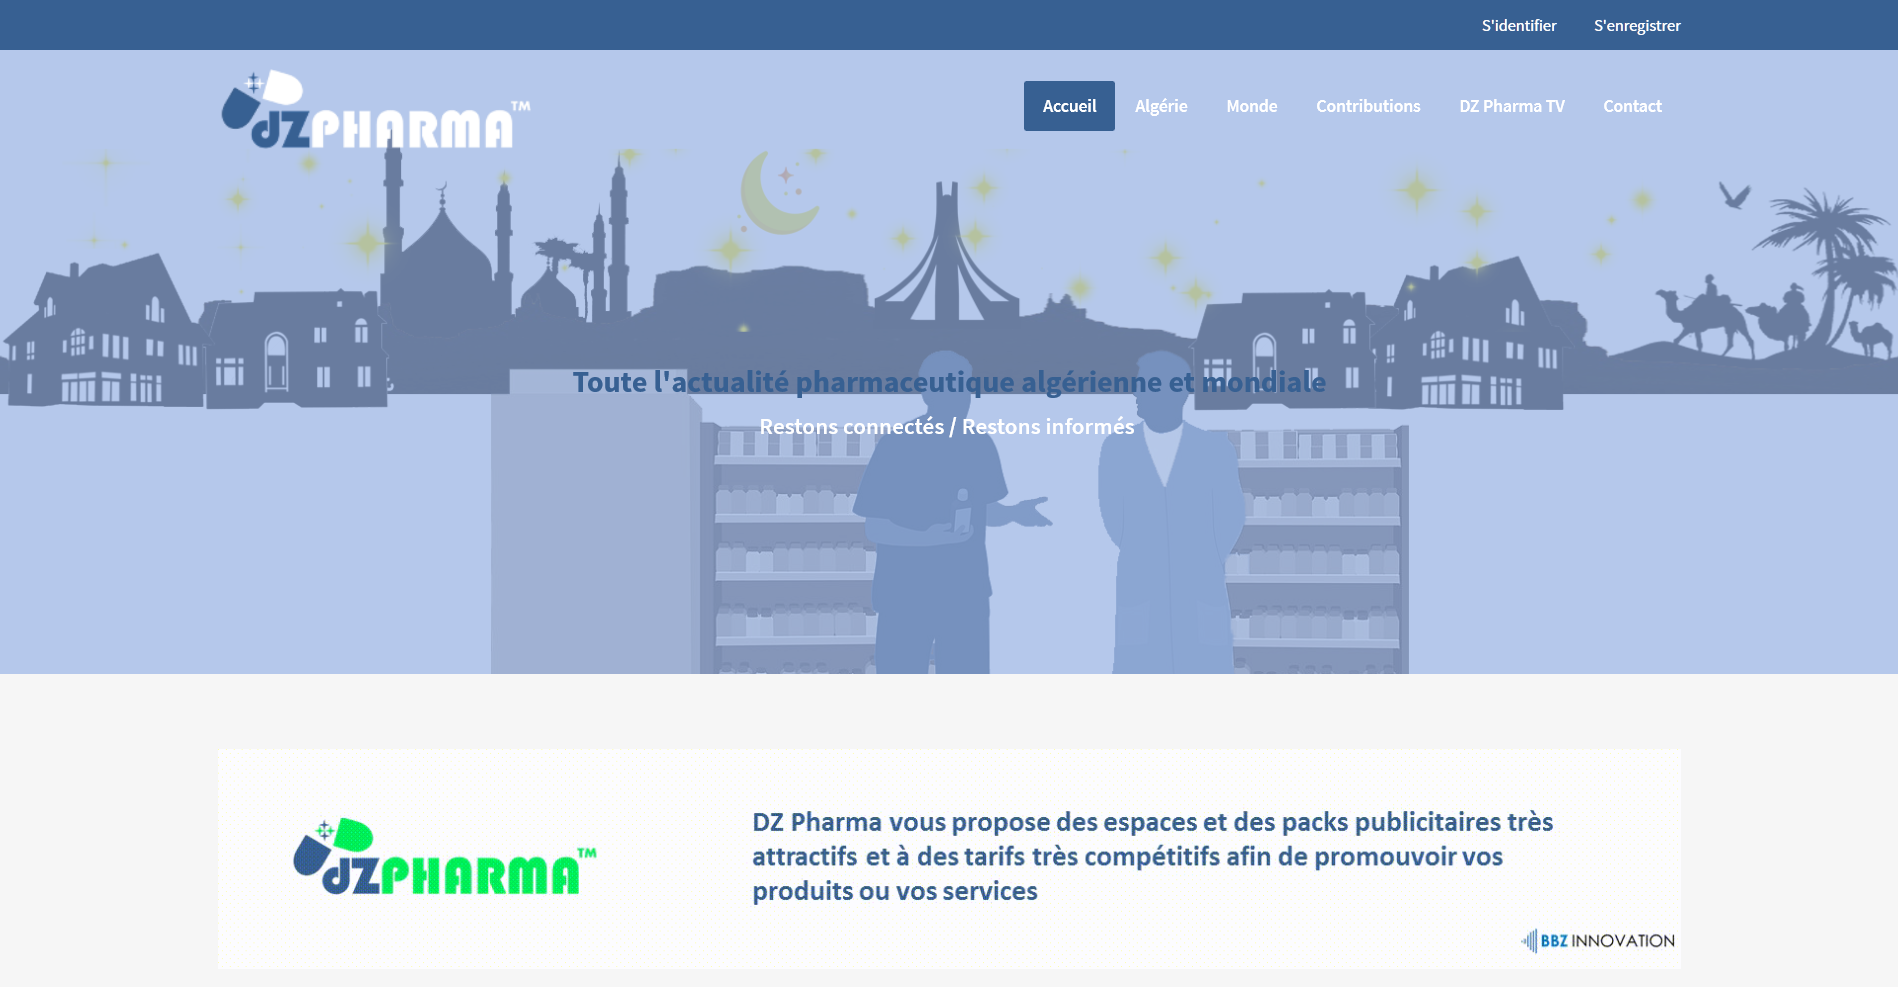 S'identifier
S'enregistrer
dZPHARMA™
Accueil
Algérie
Monde
Contributions
DZ Pharma TV
Contact
Toute l'actualité pharmaceutique algérienne et mondiale
Restons connectés / Restons informés
dZPHARMA™
DZ Pharma vous propose des espaces et des packs publicitaires très
attractifs et à des tarifs très compétitifs afin de promouvoir vos
produits ou vos services
BBZ INNOVATION